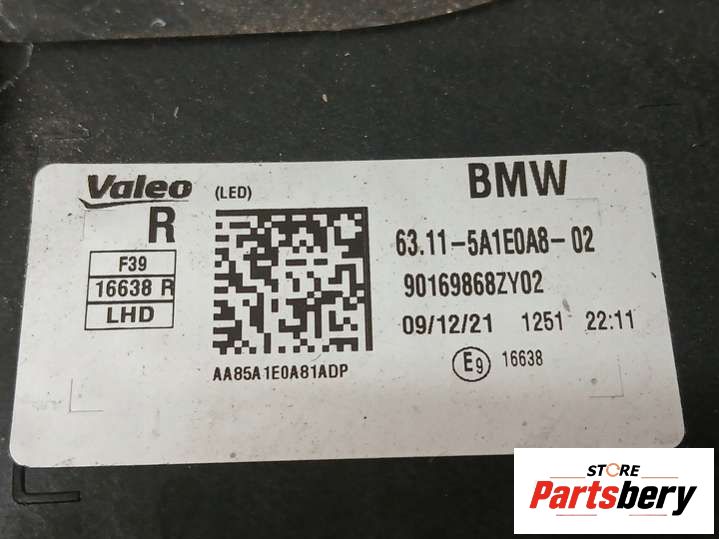 Valeo (LED) BMW
R
F39
16638 R
LHD
63.11-5A1E0A8-02
90169868ZY02
09/12/21 1251 22:11
AA85A1E0A81ADP
E9 16638
STORE
Partsbery